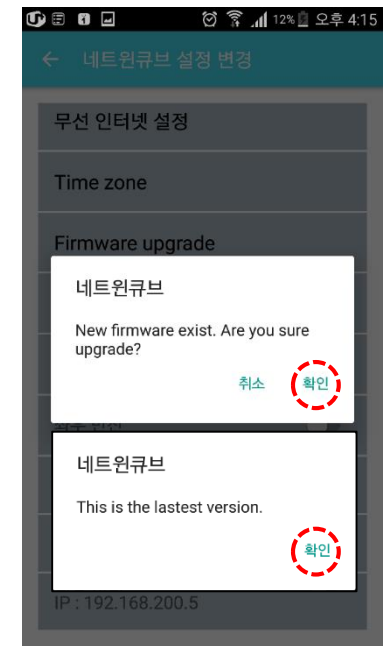 12% 오후 4:15
← 네트윈큐브 설정 변경
무선 인터넷 설정
Time zone
Firmware upgrade
네트윈큐브
New firmware exist. Are you sure
upgrade?
취소 확인
네트윈큐브
This is the lastest version.
확인
IP : 192.168.200.5